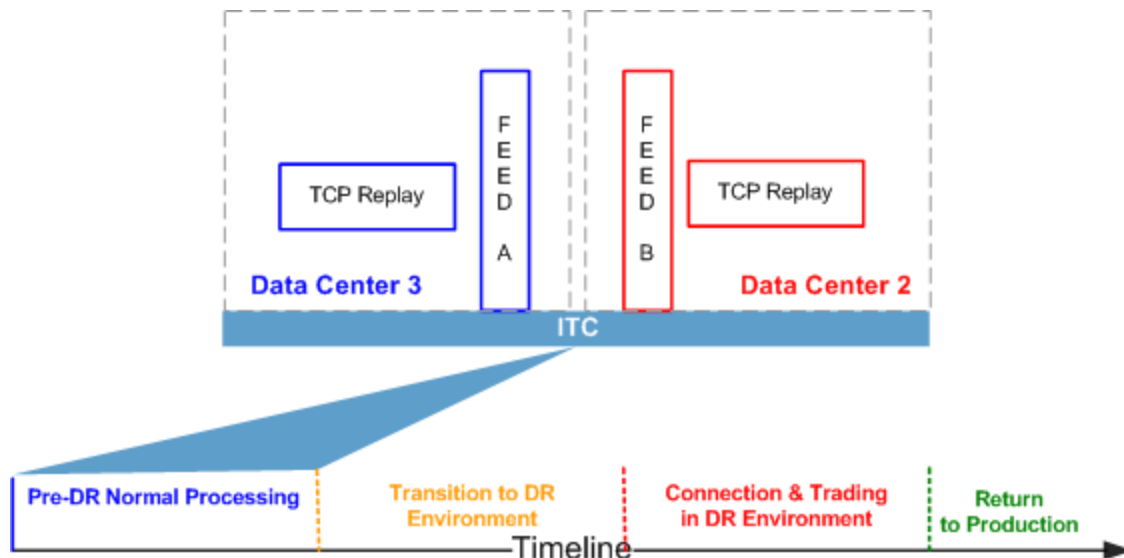 F
E
E
D
A
F
E
E
D
B
TCP Replay
TCP Replay
Data Center 3
Data Center 2
ITC
Pre-DR Normal Processing
Transition to DR
Environment
Connection & Trading
in DR Environment
Return
to Production
Timeline